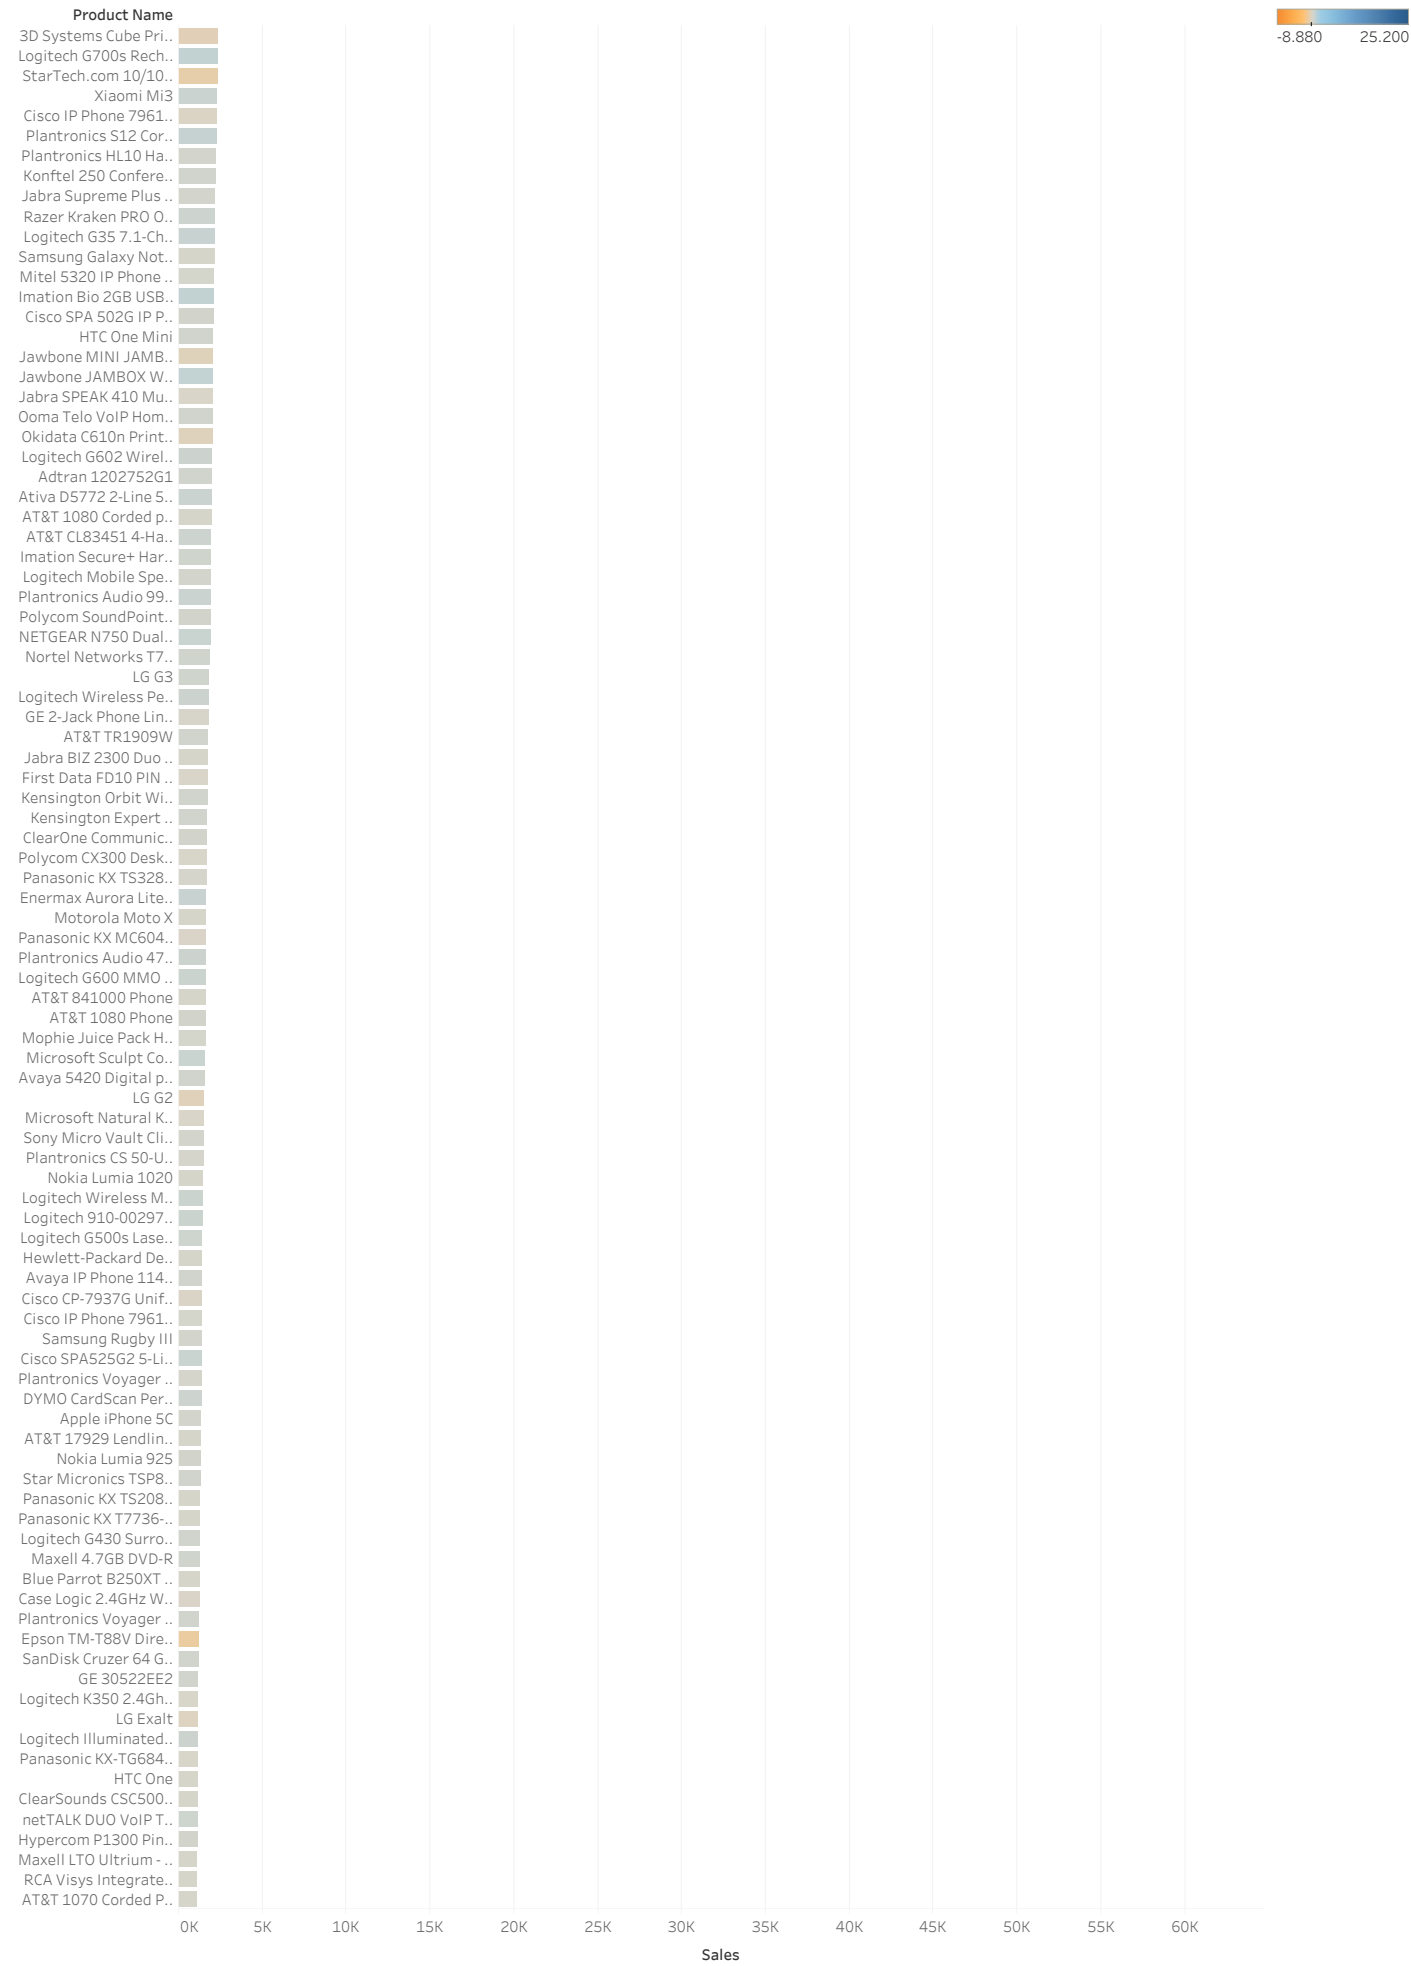 Product Name
-8.880 25.200
3D Systems Cube Pri..
Logitech G700s Rech..
StarTech.com 10/10..
Xiaomi Mi3
Cisco IP Phone 7961..
Plantronics S12 Cor..
Plantronics HL10 Ha..
Konftel 250 Confere..
Jabra Supreme Plus ..
Razer Kraken PRO O..
Logitech G35 7.1-Ch..
Samsung Galaxy Not..
Mitel 5320 IP Phone ..
Imation Bio 2GB USB..
Cisco SPA 502G IP P..
HTC One Mini
Jawbone MINI JAMB..
Jawbone JAMBOX W..
Jabra SPEAK 410 Mu..
Ooma Telo VoIP Hom..
Okidata C610n Print..
Logitech G602 Wirel..
Adtran 1202752G1
Ativa D5772 2-Line 5..
AT&T 1080 Corded p..
AT&T CL83451 4-Ha..
Imation Secure+ Har..
Logitech Mobile Spe..
Plantronics Audio 99..
Polycom SoundPoint..
NETGEAR N750 Dual..
Nortel Networks T7..
LG G3
Logitech Wireless Pe..
GE 2-Jack Phone Lin..
AT&T TR1909W
Jabra BIZ 2300 Duo ..
First Data FD10 PIN ..
Kensington Orbit Wi..
Kensington Expert ..
ClearOne Communic..
Polycom CX300 Desk..
Panasonic KX TS328..
Enermax Aurora Lite..
Motorola Moto X
Panasonic KX MC604..
Plantronics Audio 47..
Logitech G600 MMO ..
AT&T 841000 Phone
AT&T 1080 Phone
Mophie Juice Pack H..
Microsoft Sculpt Co..
Avaya 5420 Digital p..
LG G2
Microsoft Natural K..
Sony Micro Vault Cli..
Plantronics CS 50-U..
Nokia Lumia 1020
Logitech Wireless M..
Logitech 910-00297..
Logitech G500s Lase..
Hewlett-Packard De..
Avaya IP Phone 114..
Cisco CP-7937G Unif..
Cisco IP Phone 7961..
Samsung Rugby III
Cisco SPA525G2 5-Li..
Plantronics Voyager ..
DYMO CardScan Per..
Apple iPhone 5C
AT&T 17929 Lendlin..
Nokia Lumia 925
Star Micronics TSP8..
Panasonic KX TS208..
Panasonic KX T7736-..
Logitech G430 Surro..
Maxell 4.7GB DVD-R
Blue Parrot B250XT ..
Case Logic 2.4GHz W..
Plantronics Voyager ..
Epson TM-T88V Dire..
SanDisk Cruzer 64 G..
GE 30522EE2
Logitech K350 2.4Gh..
LG Exalt
Logitech Illuminated..
Panasonic KX-TG684..
HTC One
ClearSounds CSC500..
netTALK DUO VoIP T..
Hypercom P1300 Pin..
Maxell LTO Ultrium - ..
RCA Visys Integrate..
AT&T 1070 Corded P..
0K 5K 10K 15K 20K 25K 30K 35K 40K 45K 50K 55K 60K
Sales